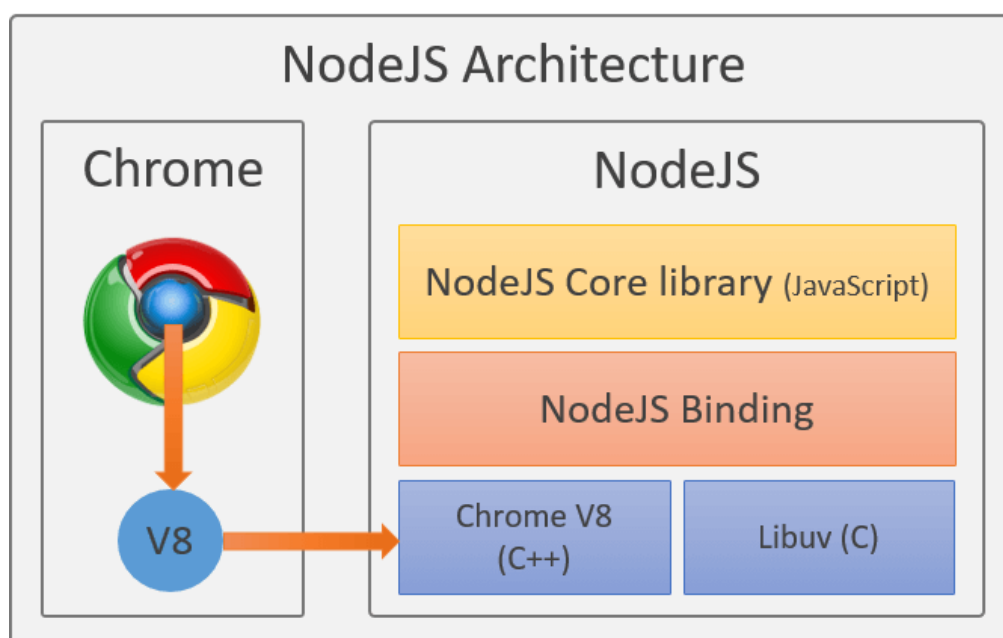 NodeJS Architecture
Chrome
NodeJS
NodeJS Core library (JavaScript)
NodeJS Binding
V8
Chrome V8
(C++)
Libuv (C)